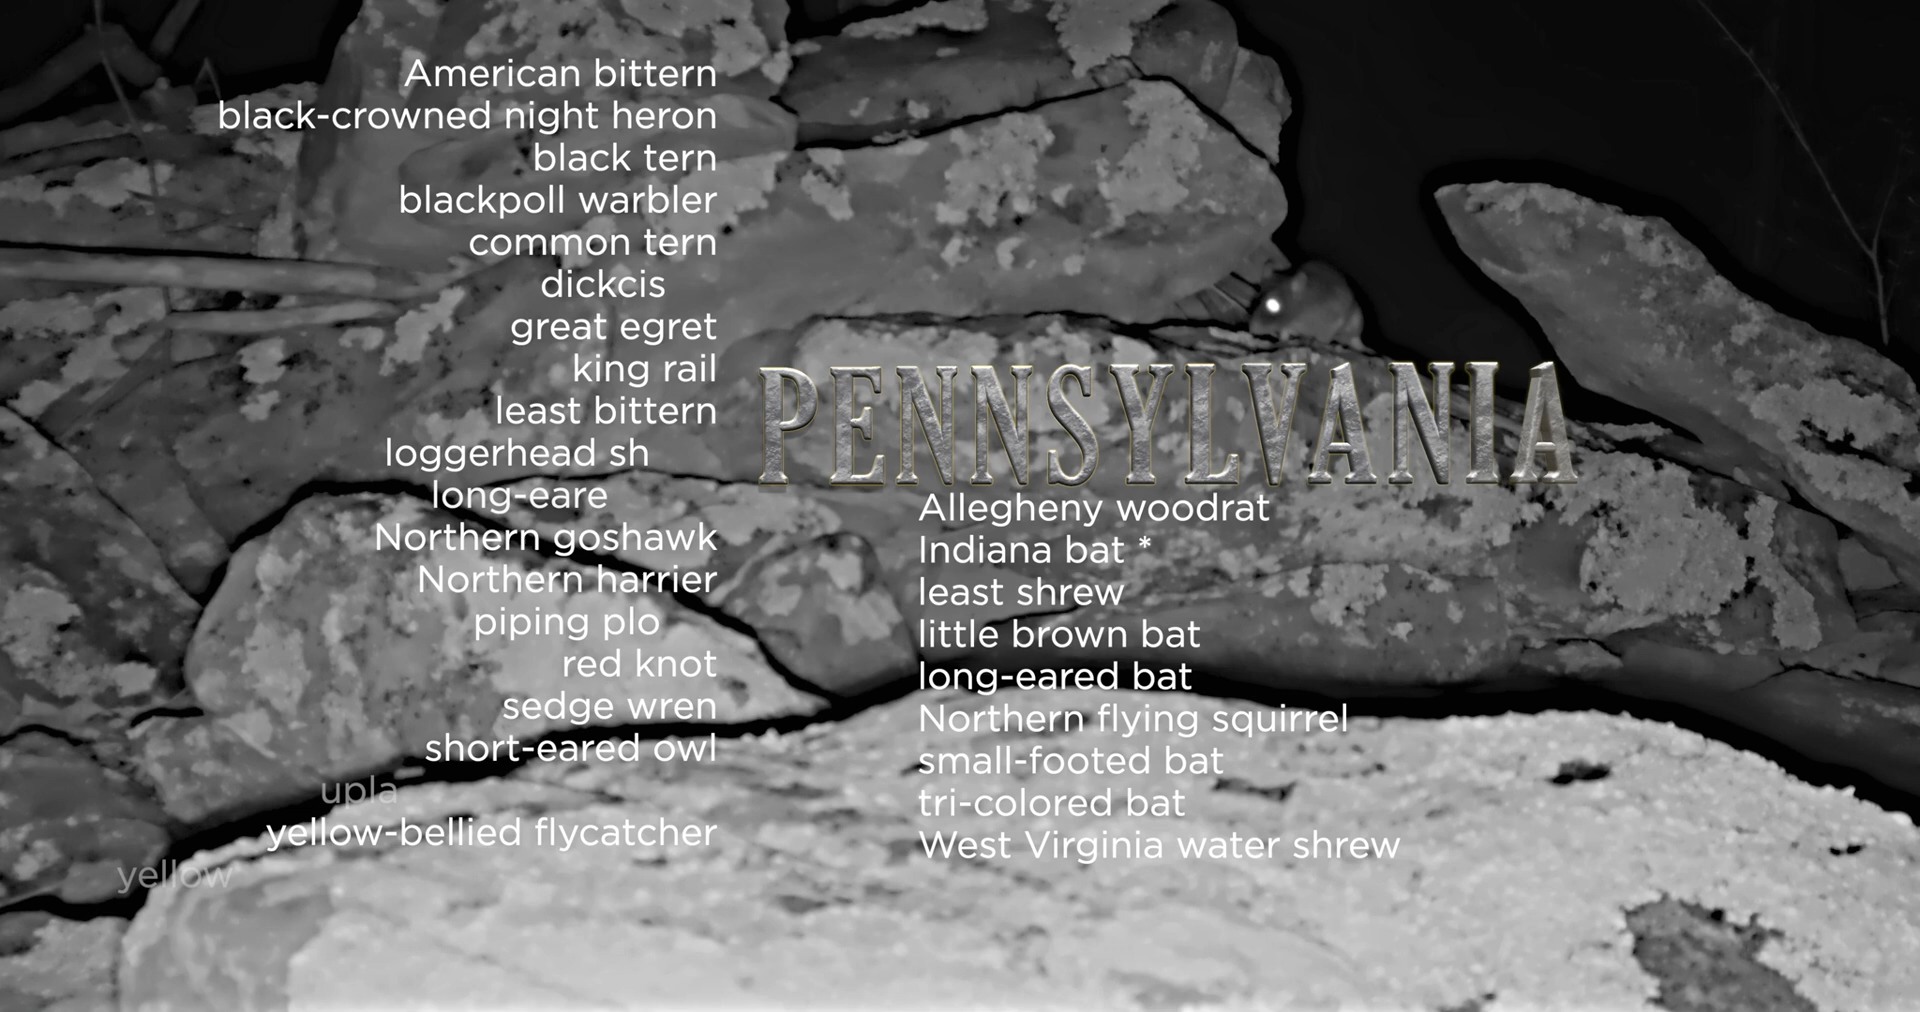 American bittern
black-crowned night heron
black tern
blackpoll warbler
common tern
dickcis
great egret
king rail
least bittern
loggerhead sh
long-eare
Northern goshawk
Northern harrier
piping plo
red knot
sedge wren
short-eared owl
upla
yellow-bellied flycatcher
yellow
PENNSYLVANIA
Allegheny woodrat
Indiana bat *
least shrew
little brown bat
long-eared bat
Northern flying squirrel
small-footed bat
tri-colored bat
West Virginia water shrew